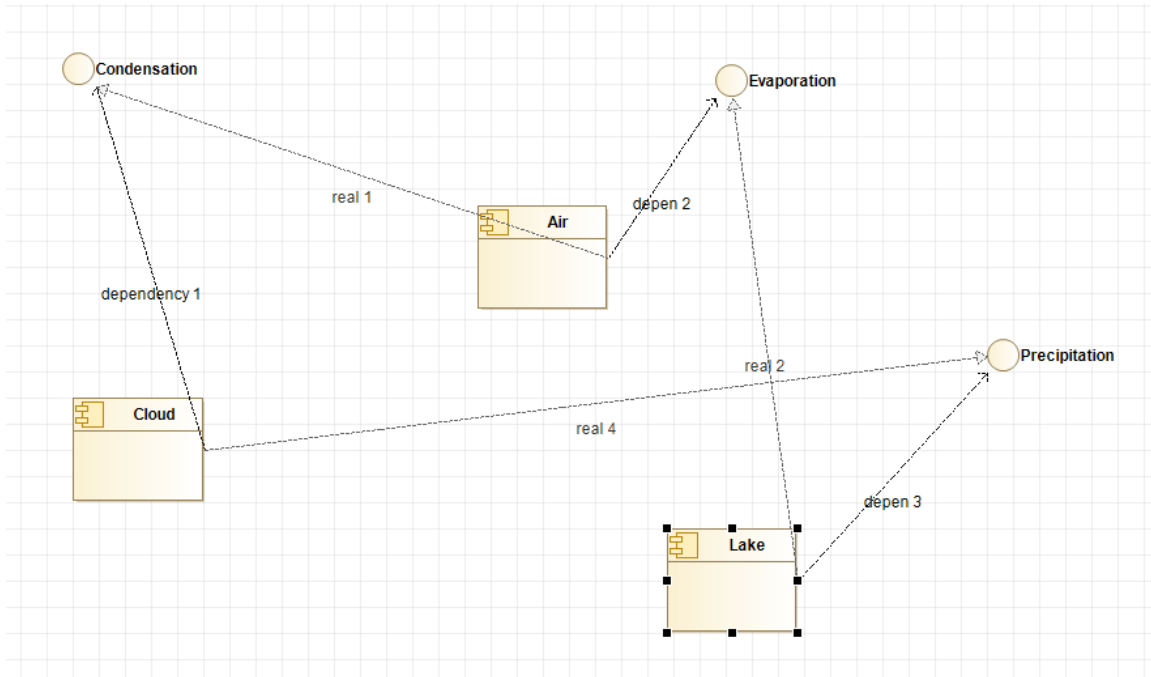 Condensation
Evaporation
real 1
depen 2
Air
dependency 1
Precipitation
real 2
Cloud
real 4
depen 3
Lake